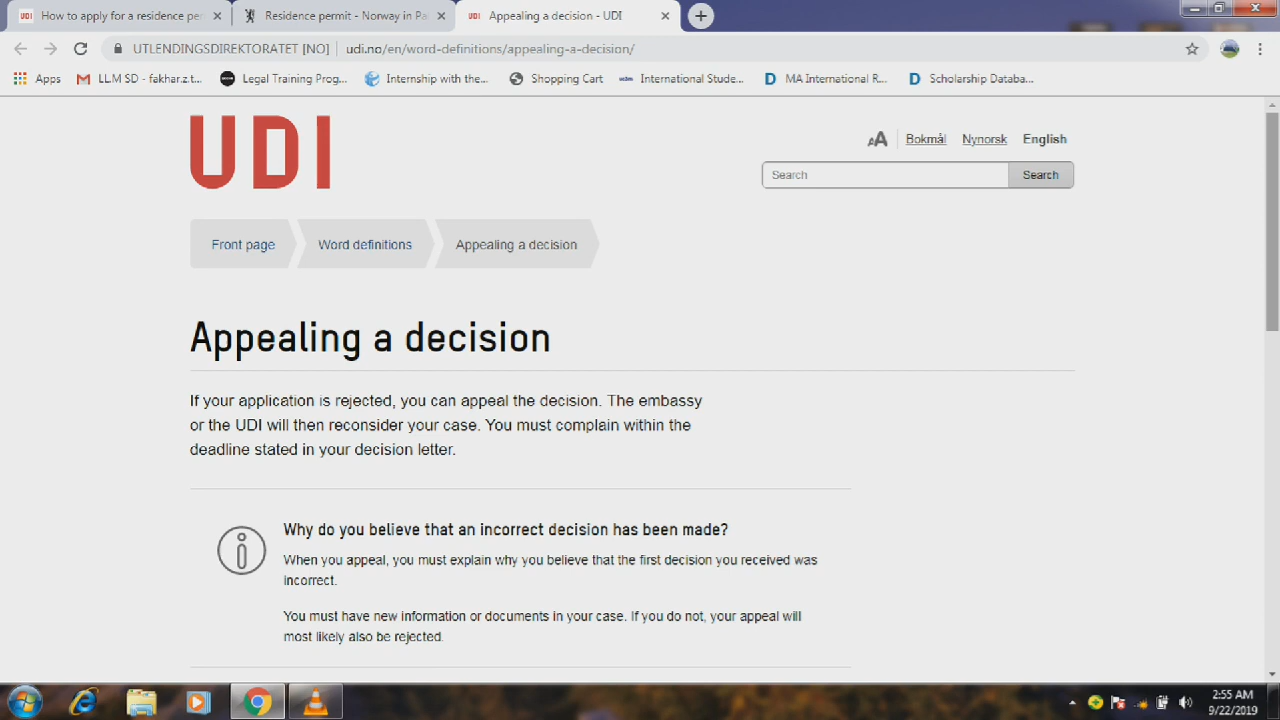 How to apply for a residence per
Residence permit - Norway in Pa
Appealing a decision - UDI
UTLENDINGSDIREKTORATET [NO] | udi.no/en/word-definitions/appealing-a-decision/
Apps
LLM SD - fakhar.z.t...
Legal Training Prog...
Internship with the...
Shopping Cart
International Stude...
MA International R...
Scholarship Databa...
UDI
AA
Bokmål
Nynorsk
English
Search
Search
Front page
Word definitions
Appealing a decision
Appealing a decision
If your application is rejected, you can appeal the decision. The embassy
or the UDI will then reconsider your case. You must complain within the
deadline stated in your decision letter.
Why do you believe that an incorrect decision has been made?
When you appeal, you must explain why you believe that the first decision you received was
incorrect.
You must have new information or documents in your case. If you do not, your appeal will
most likely also be rejected.
2:55 AM
9/22/2019